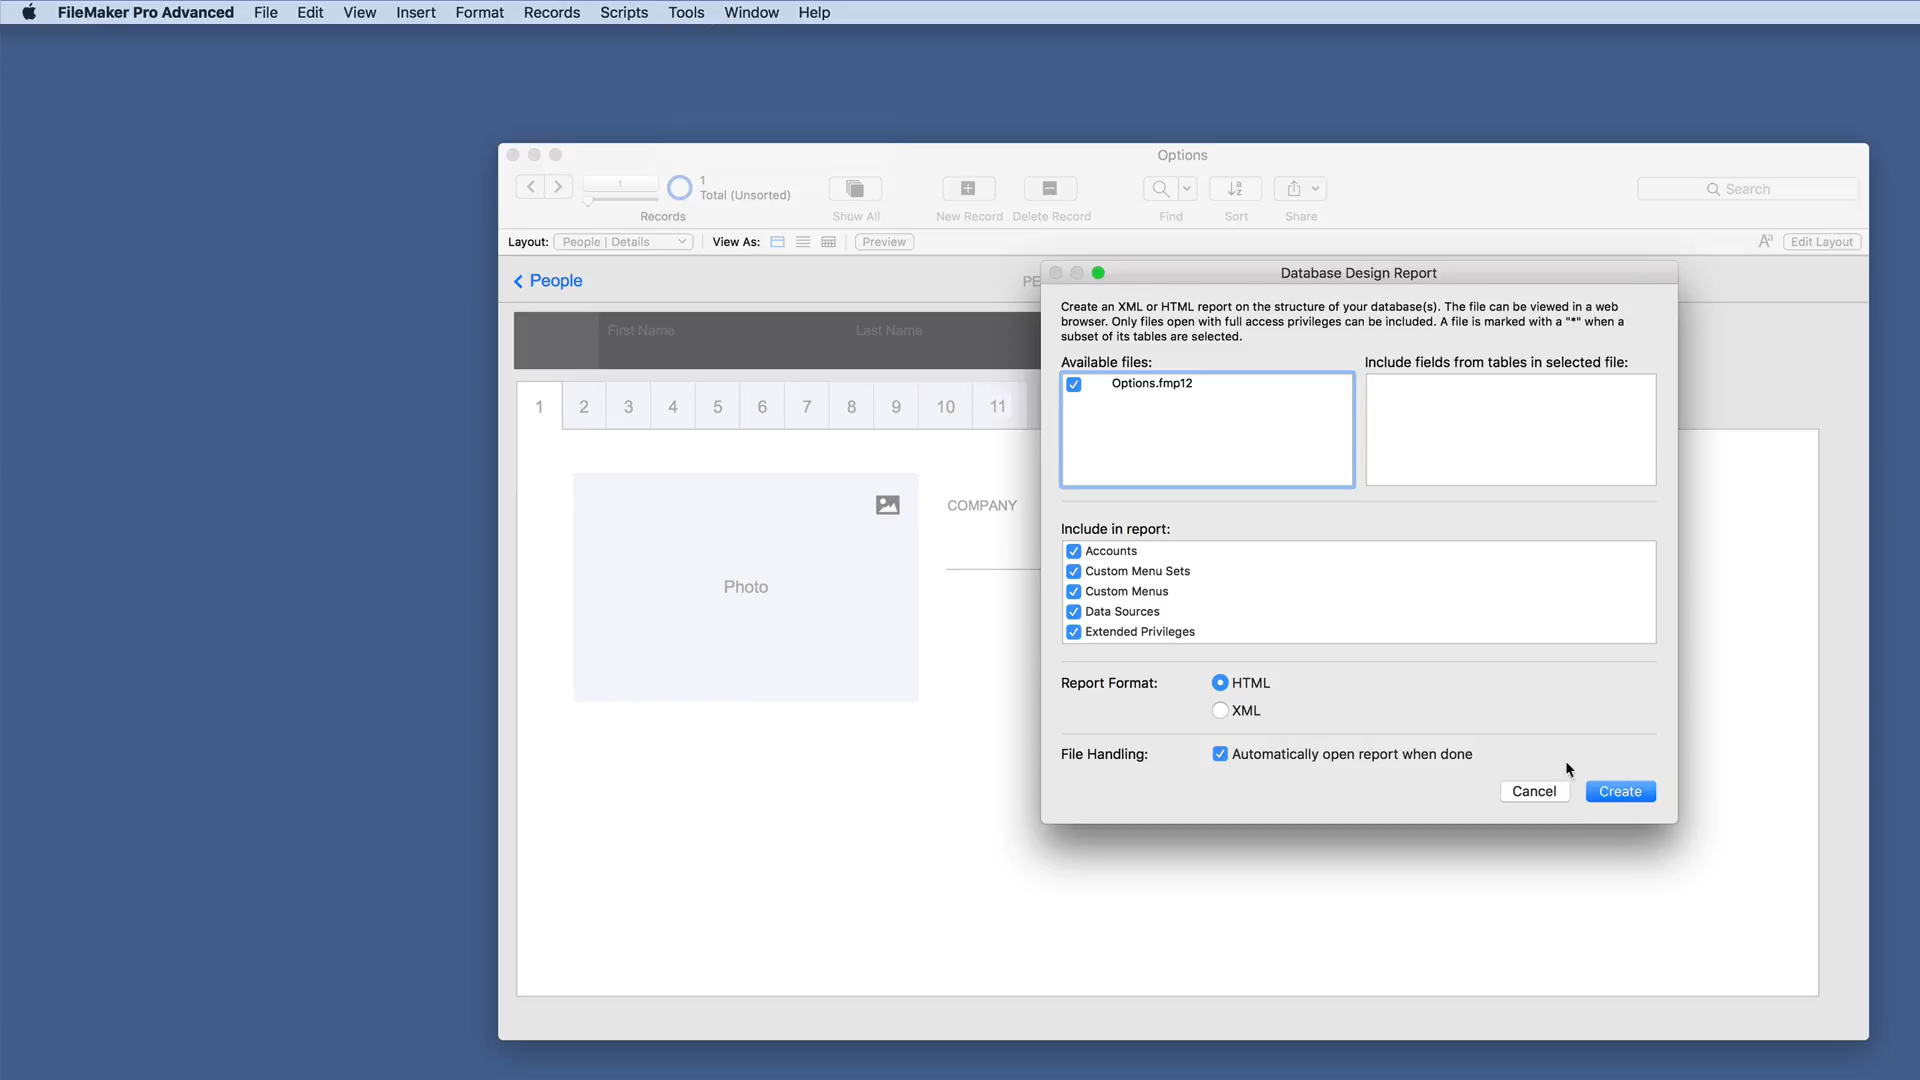 FileMaker Pro Advanced File Edit View Insert Format Records Scripts Tools Window Help
Options
1
1
Total (Unsorted)
Records
Show All
New Record
Delete Record
Find
Sort
Share
Search
Layout: People | Details View As: Preview
Aa Edit Layout
People
PE
First Name Last Name
1 2 3 4 5 6 7 8 9 10 11
Photo
COMPANY
Database Design Report
Create an XML or HTML report on the structure of your database(s). The file can be viewed in a web
browser. Only files open with full access privileges can be included. A file is marked with a "*" when a
subset of its tables are selected.
Available files:
Options.fmp12
Include fields from tables in selected file:
Include in report:
Accounts
Custom Menu Sets
Custom Menus
Data Sources
Extended Privileges
Report Format: HTML
XML
File Handling: Automatically open report when done
Cancel Create